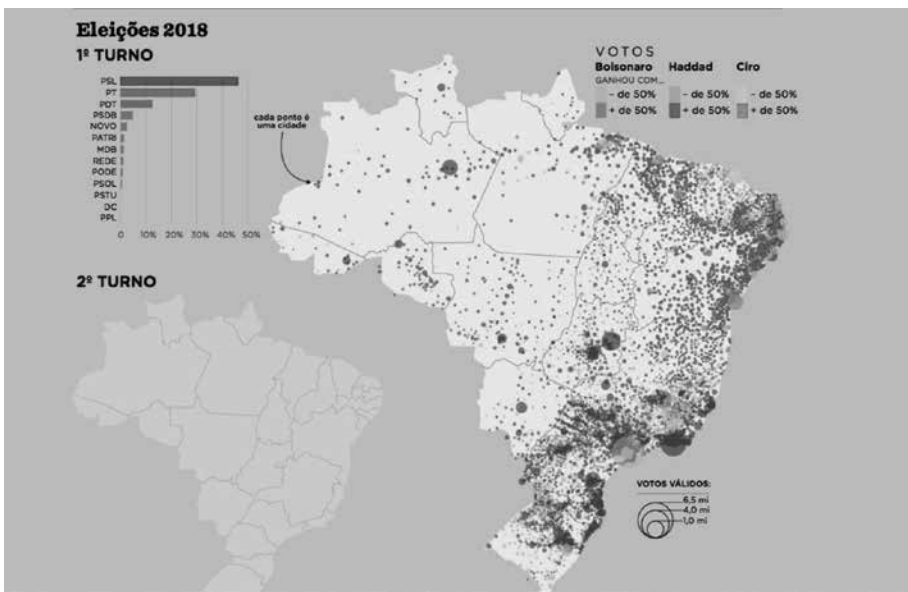 Eleições 2018
1º TURNO
PSL
PT
PDT
PSDB
NOVO
PATRI
MDB
REDE
PODE
PSOL
PSTU
DC
PPL
0 10% 20% 30% 40% 50%
cada ponto é
uma cidade
VOTOS
Bolsonaro Haddad Ciro
GANHOU COM...
– de 50% – de 50% – de 50%
+ de 50% + de 50% + de 50%
2º TURNO
VOTOS VÁLIDOS:
6,5 mi
4,0 mi
1,0 mi